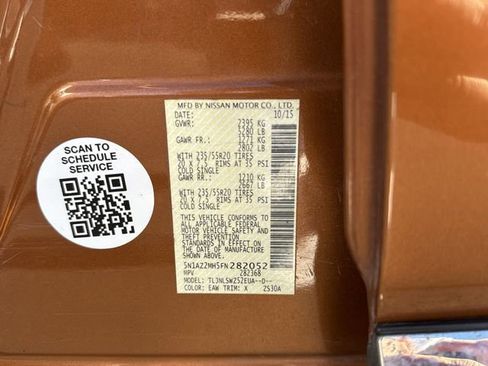 SCAN TO
SCHEDULE
SERVICE
MFD BY NISSAN MOTOR CO., LTD.
DATE: 10/15
GVWR: 2395 KG
5280 LB
GAWR FR.: 1271 KG
2802 LB
WITH 235/55R20 TIRES
20 X 7.5 RIMS AT 35 PSI
COLD SINGLE
GAWR RR.: 1210 KG
2667 LB
WITH 235/55R20 TIRES
20 X 7.5 RIMS AT 35 PSI
COLD SINGLE
THIS VEHICLE CONFORMS TO
ALL APPLICABLE FEDERAL
MOTOR VEHICLE SAFETY AND
THEFT PREVENTION
STANDARDS IN EFFECT ON
THE DATE OF MANUFACTURE
SHOWN ABOVE.
5N1AZ2MH5FN282052
MPV 282368
MODEL: TLJNLSWZ52EUA--D--
COLOR: EAW TRIM: X ZS30A